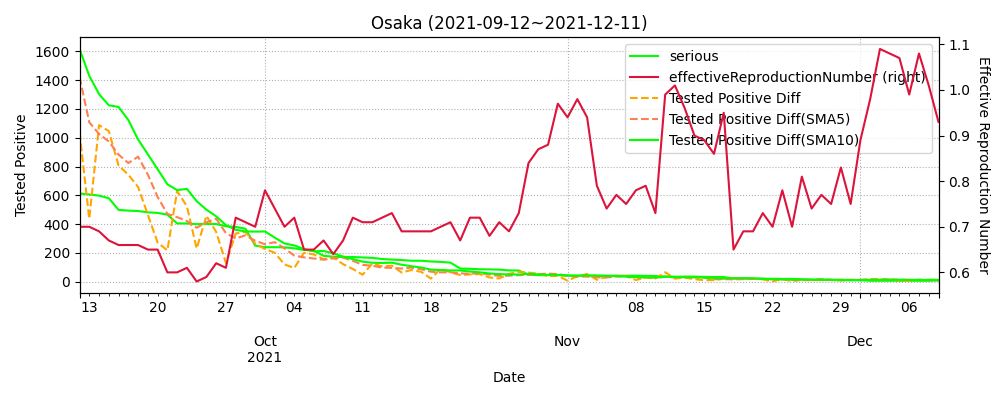 Osaka (2021-09-12~2021-12-11)
serious
effectiveReproductionNumber (right)
Tested Positive Diff
Tested Positive Diff(SMA5)
Tested Positive Diff(SMA10)
Tested Positive
1600
1400
1200
1000
800
600
400
200
0
1.1
1.0
0.9
0.8
0.7
0.6
Effective Reproduction Number
13 20 27 04 11 18 25 08 15 22 29 06
Oct Nov Dec
2021
Date